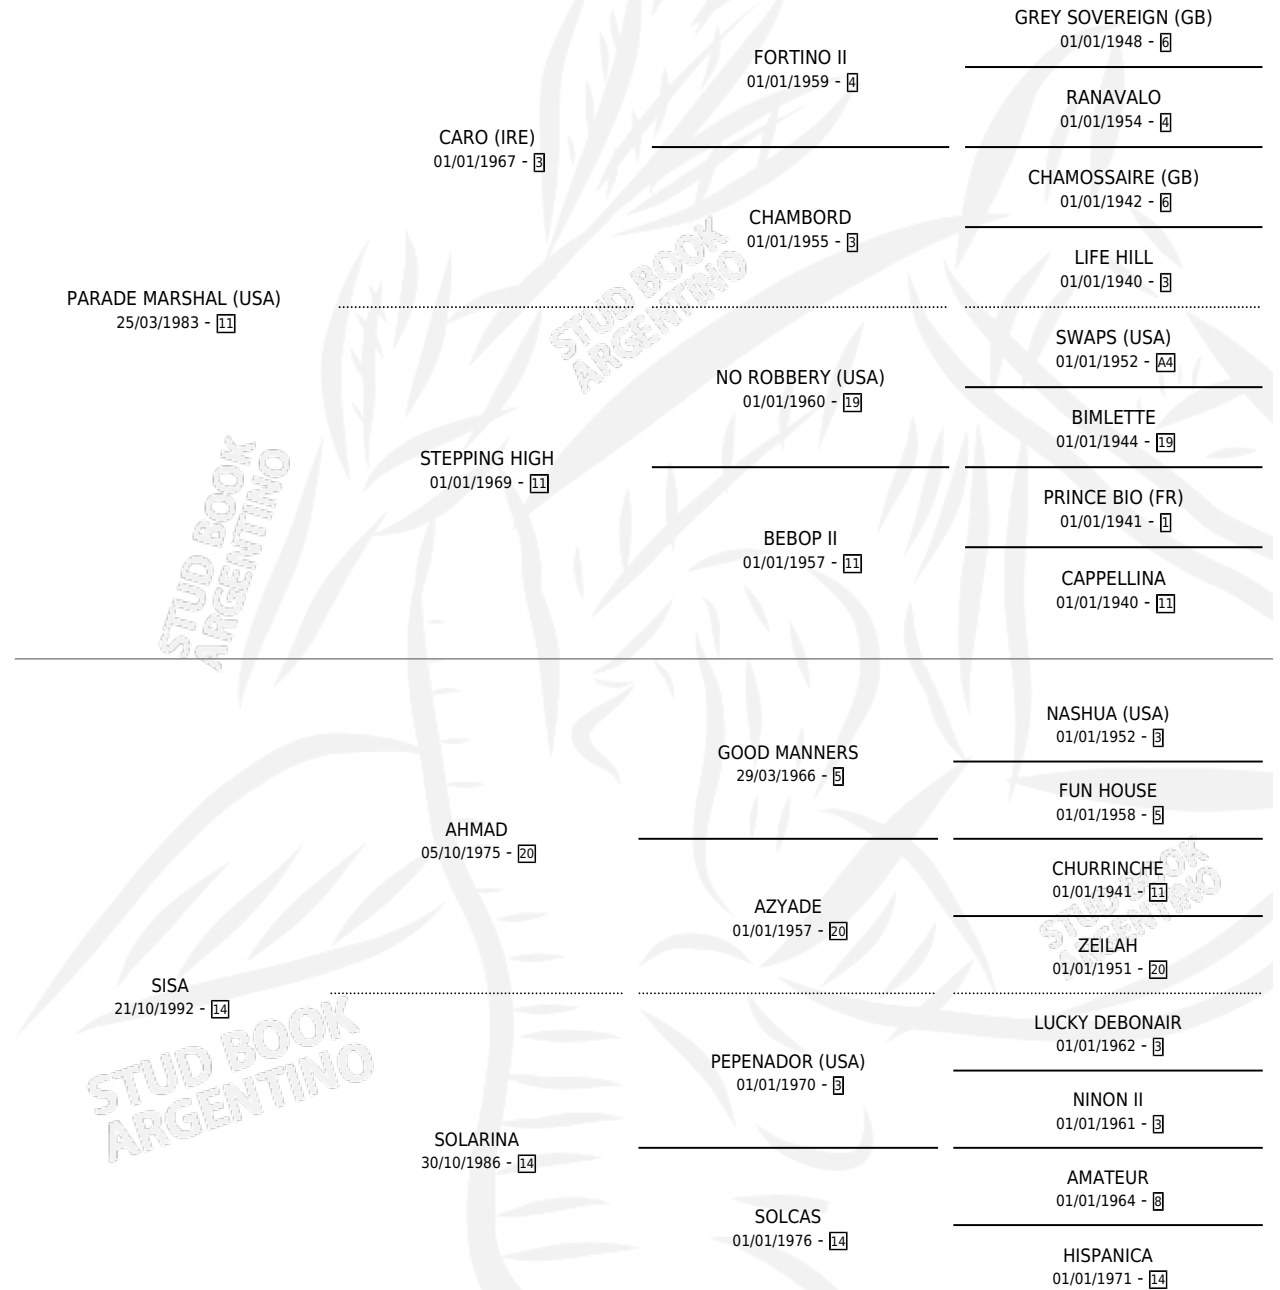 GREY SOVEREIGN (GB)
01/01/1948 - 6
FORTINO II
01/01/1959 - 4
RANAVALO
01/01/1954 - 4
CARO (IRE)
01/01/1967 - 3
CHAMOSSAIRE (GB)
01/01/1942 - 6
CHAMBORD
01/01/1955 - 3
LIFE HILL
01/01/1940 - 3
PARADE MARSHAL (USA)
25/03/1983 - 11
SWAPS (USA)
01/01/1952 - A4
NO ROBBERY (USA)
01/01/1960 - 19
BIMLETTE
01/01/1944 - 19
STEPPING HIGH
01/01/1969 - 11
PRINCE BIO (FR)
01/01/1941 - 1
BEBOP II
01/01/1957 - 11
CAPPELLINA
01/01/1940 - 11
NASHUA (USA)
01/01/1952 - 3
GOOD MANNERS
29/03/1966 - 5
FUN HOUSE
01/01/1958 - 5
AHMAD
05/10/1975 - 20
CHURRINCHE
01/01/1941 - 11
AZYADE
01/01/1957 - 20
ZEILAH
01/01/1951 - 20
SISA
21/10/1992 - 14
LUCKY DEBONAIR
01/01/1962 - 3
PEPENADOR (USA)
01/01/1970 - 3
NINON II
01/01/1961 - 3
SOLARINA
30/10/1986 - 14
AMATEUR
01/01/1964 - 8
SOLCAS
01/01/1976 - 14
HISPANICA
01/01/1971 - 14
STUD BOOK
ARGENTINO
STUD BOOK
ARGENTINO
STUD BOOK
ARGENTINO
STUD BOOK
ARGENTINO